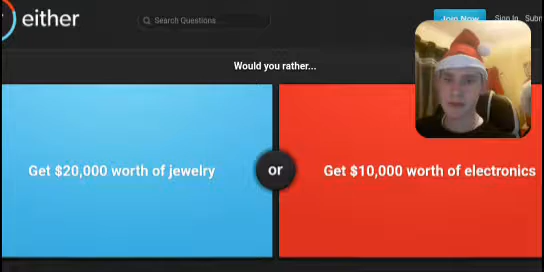 either
Search Questions...
Join Now
Sign In
Would you rather...
Get $20,000 worth of jewelry
or
Get $10,000 worth of electronics